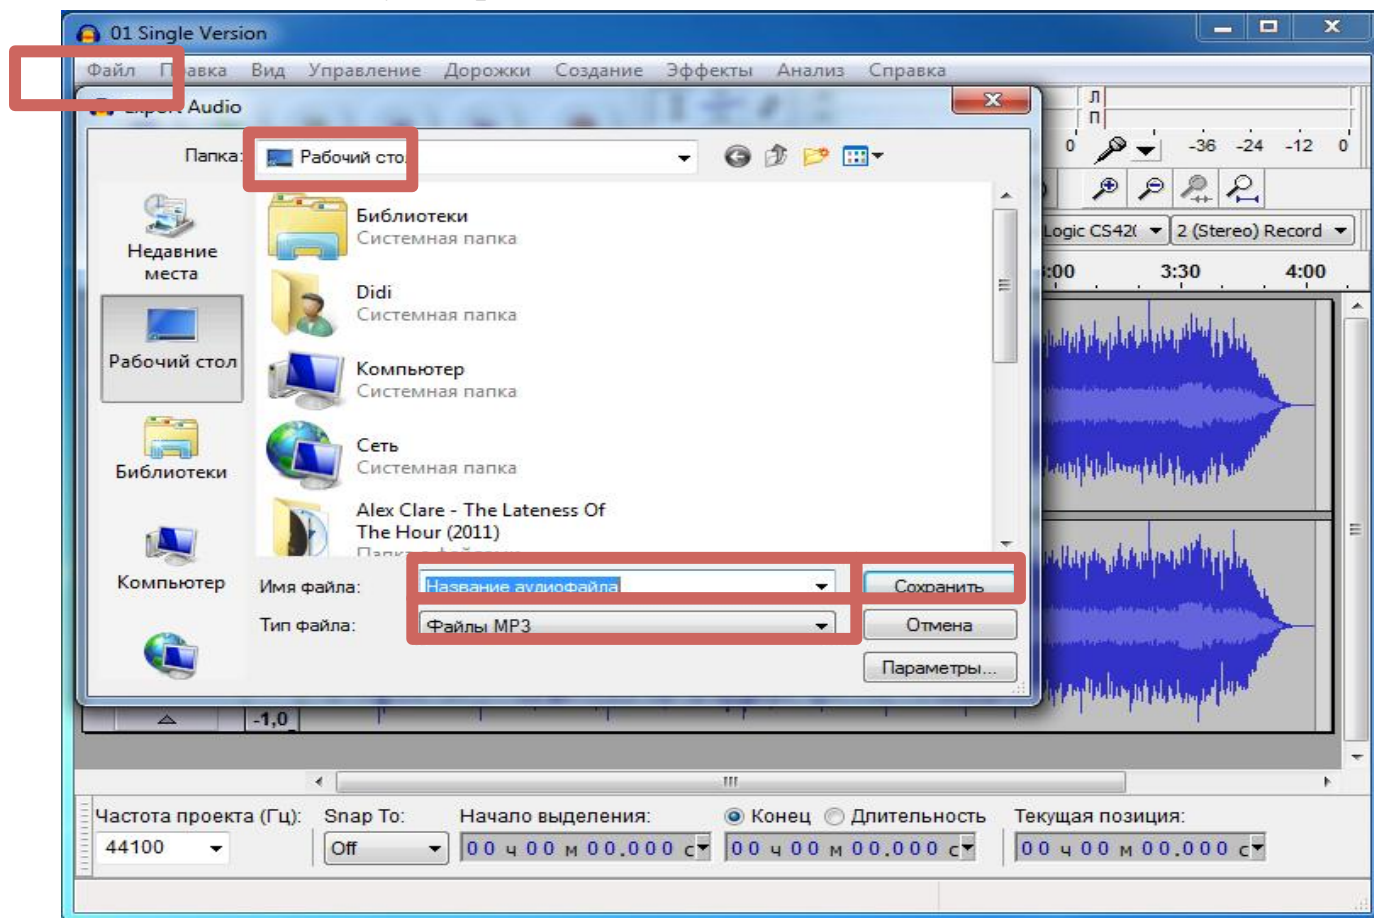 01 Single Version
Файл Правка Вид Управление Дорожки Создание Эффекты Анализ Справка
Export Audio
Л
П
Папка: Рабочий стол
0 -36 -24 -12 0
Библиотеки
Системная папка
Недавние места
Logic CS42( 2 (Stereo) Record
:00 3:30 4:00
Didi
Системная папка
Рабочий стол
Компьютер
Системная папка
Сеть
Системная папка
Библиотеки
Alex Clare - The Lateness Of
The Hour (2011)
Компьютер
Имя файла: Название аудиофайла Сохранить
Тип файла: Файлы MP3 Отмена
Параметры...
-1,0
Частота проекта (Гц): Snap To: Начало выделения: Конец Длительность Текущая позиция:
44100 Off 00 ч 00 м 00.000 с 00 ч 00 м 00.000 с 00 ч 00 м 00.000 с